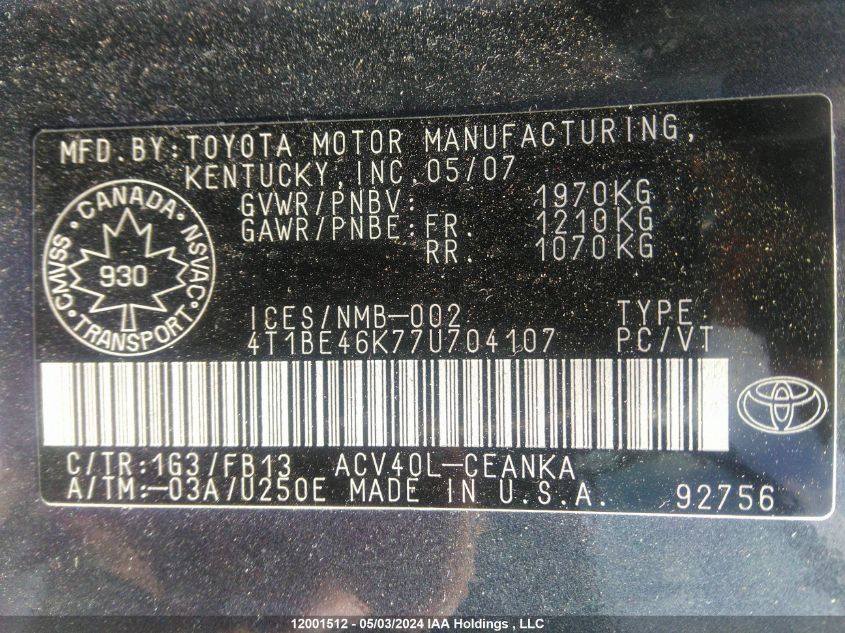 MFD.BY:TOYOTA MOTOR MANUFACTURING,
KENTUCKY, INC. 05/07
GVWR/PNBV: 1970KG
GAWR/PNBE: FR. 1210KG
RR. 1070KG
CMVSS · CANADA · NSVAC · TRANSPORT
930
ICES/NMB-002 TYPE
4T1BE46K77U704107 PC/VT
C/TR:1G3/FB13 ACV40L-CEANKA
A/TM:-03A/U250E MADE IN U.S.A. 92756
12001512 - 05/03/2024 IAA Holdings , LLC